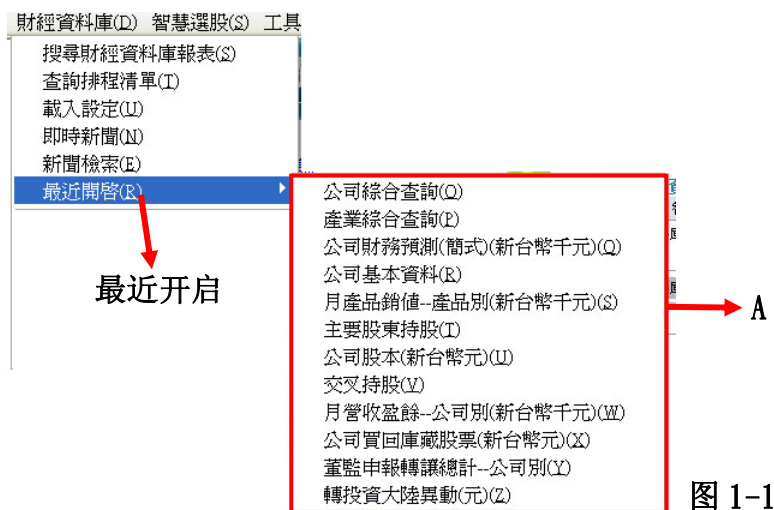 財經資料庫(D) 智慧選股(S) 工具
搜尋財經資料庫報表(S)
查詢排程清單(T)
載入設定(U)
即時新聞(N)
新聞檢索(E)
最近開啓(R)
公司綜合查詢(O)
產業綜合查詢(P)
公司財務預測(簡式)(新台幣千元)(Q)
公司基本資料(R)
月產品銷值--產品別(新台幣千元)(S)
主要股東持股(T)
公司股本(新台幣元)(U)
交叉持股(V)
月營收盈餘--公司別(新台幣千元)(W)
公司買回庫藏股票(新台幣元)(X)
董監申報轉讓總計--公司別(Y)
轉投資大陸異動(元)(Z)
最近开启
A
图 1-1